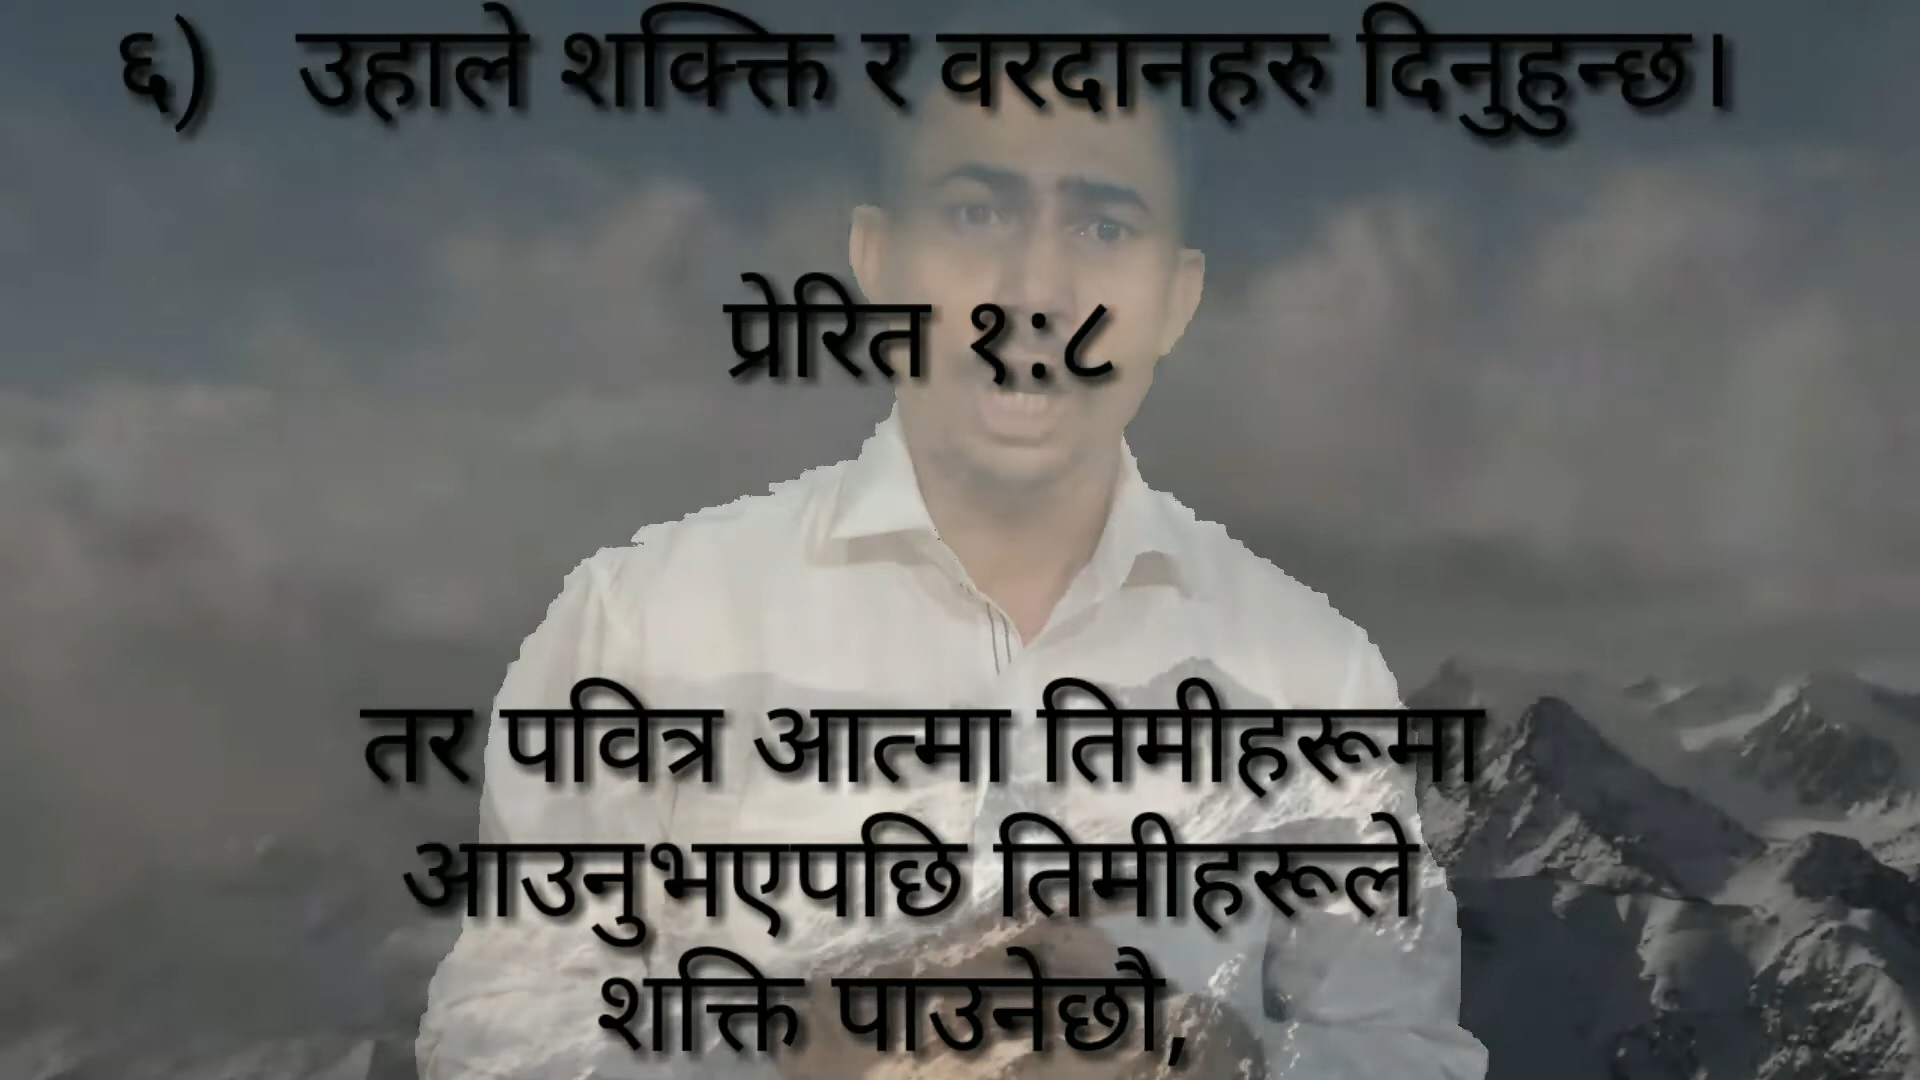 ६) उहाले शक्त्ति र वरदानहरु दिनुहुन्छ।
प्रेरित १:८
तर पवित्र आत्मा तिमीहरूमा
आउनुभएपछि तिमीहरूले
शक्ति पाउनेछौ,